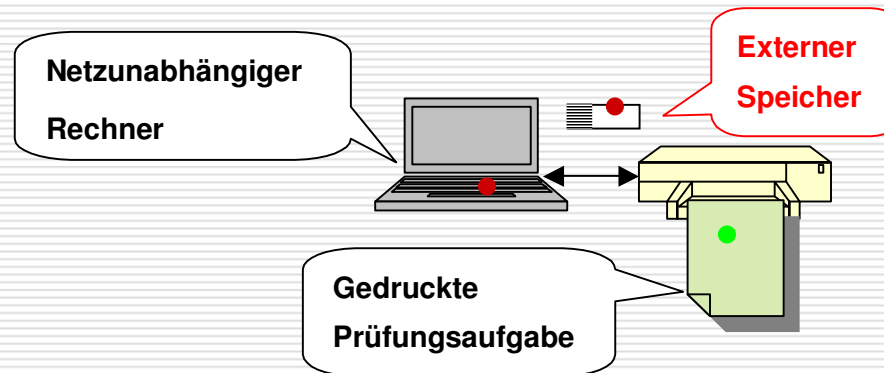 Netzunabhängiger
Rechner
Externer
Speicher
Gedruckte
Prüfungsaufgabe